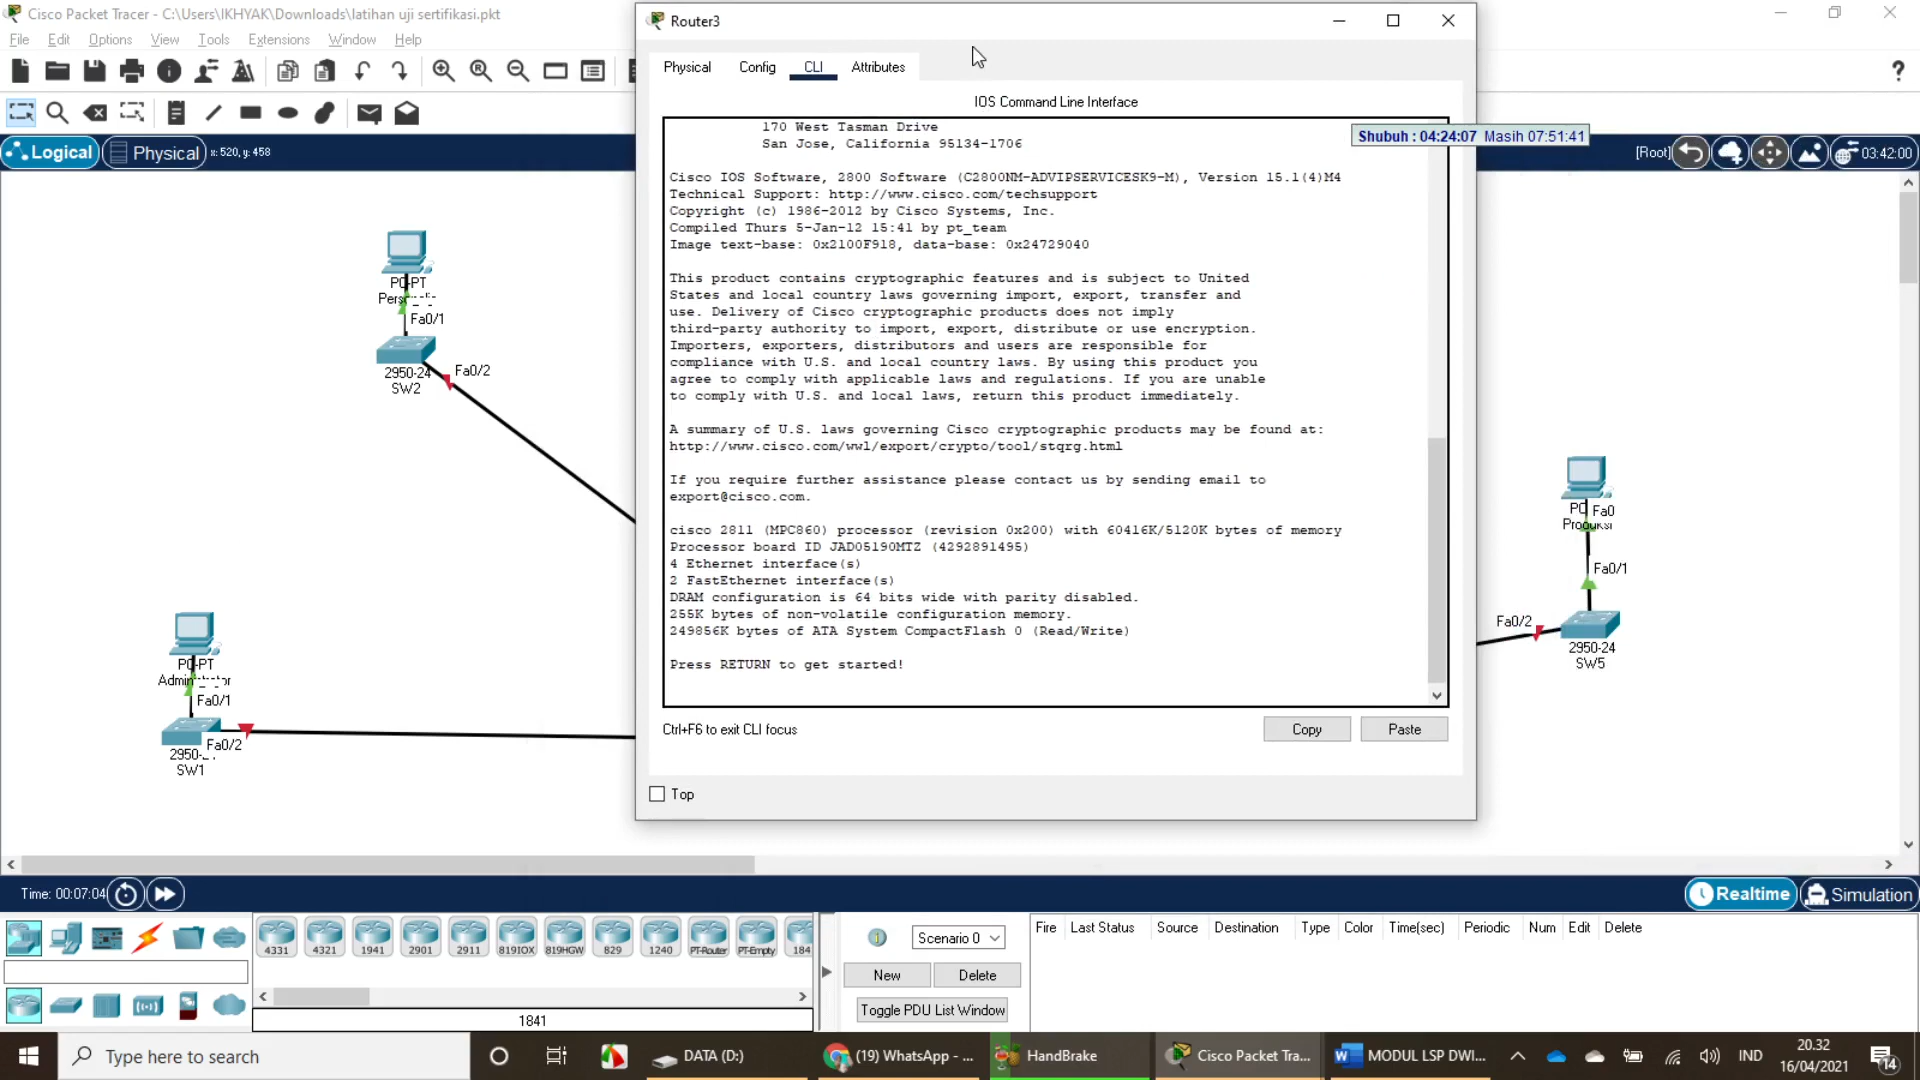 Cisco Packet Tracer - C:\Users\IKHYAK\Downloads\latihan uji sertifikasi.pkt
File Edit Options View Tools Extensions Window Help
Logical
Physical
x: 520, y: 458
[Root]
03:42:00
Router3
Physical Config CLI Attributes
IOS Command Line Interface
Shubuh : 04:24:07 Masih 07:51:41
170 West Tasman Drive
San Jose, California 95134-1706
Cisco IOS Software, 2800 Software (C2800NM-ADVIPSERVICESK9-M), Version 15.1(4)M4
Technical Support: http://www.cisco.com/techsupport
Copyright (c) 1986-2012 by Cisco Systems, Inc.
Compiled Thurs 5-Jan-12 15:41 by pt_team
Image text-base: 0x2100F918, data-base: 0x24729040
This product contains cryptographic features and is subject to United
States and local country laws governing import, export, transfer and
use. Delivery of Cisco cryptographic products does not imply
third-party authority to import, export, distribute or use encryption.
Importers, exporters, distributors and users are responsible for
compliance with U.S. and local country laws. By using this product you
agree to comply with applicable laws and regulations. If you are unable
to comply with U.S. and local laws, return this product immediately.
A summary of U.S. laws governing Cisco cryptographic products may be found at:
http://www.cisco.com/wwl/export/crypto/tool/stqrg.html
If you require further assistance please contact us by sending email to
export@cisco.com.
cisco 2811 (MPC860) processor (revision 0x200) with 60416K/5120K bytes of memory
Processor board ID JAD05190MTZ (4292891495)
4 Ethernet interface(s)
2 FastEthernet interface(s)
DRAM configuration is 64 bits wide with parity disabled.
255K bytes of non-volatile configuration memory.
249856K bytes of ATA System CompactFlash 0 (Read/Write)
Press RETURN to get started!
Ctrl+F6 to exit CLI focus
Copy
Paste
Top
PC-PT
Fa0/1
2950-24
SW2
Fa0/2
PC-PT
Fa0/1
Fa0/2
SW1
Fa0
Produksi
Fa0/1
Fa0/2
2950-24
SW5
Time: 00:07:04
Realtime
Simulation
4331 4321 1941 2901 2911 819IOX 819HGW 829 1240 PT-Router PT-Empty 184
1841
Scenario 0
New
Delete
Toggle PDU List Window
Fire Last Status Source Destination Type Color Time(sec) Periodic Num Edit Delete
Type here to search
DATA (D:)
(19) WhatsApp - ...
HandBrake
Cisco Packet Tra...
MODUL LSP DWI...
IND
20.32
16/04/2021
14